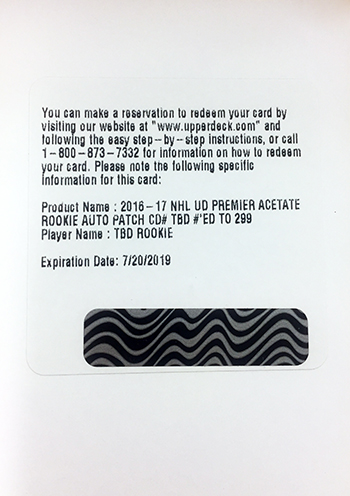 You can make a reservation to redeem your card by
visiting our website at "www.upperdeck.com" and
following the easy step-by-step instructions, or call
1-800-873-7332 for information on how to redeem
your card. Please note the following specific
information for this card:
Product Name : 2016-17 NHL UD PREMIER ACETATE
ROOKIE AUTO PATCH CD# TBD #'ED TO 299
Player Name : TBD ROOKIE
Expiration Date: 7/20/2019